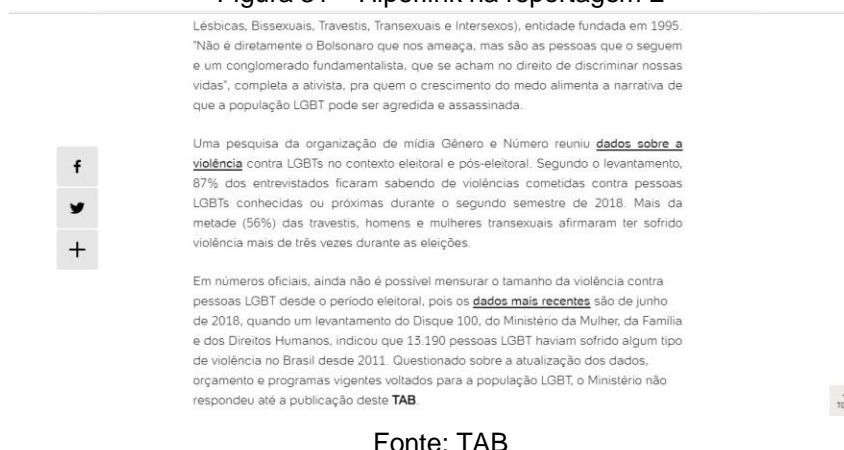 Lésbicas, Bissexuais, Travestis, Transexuais e Intersexos), entidade fundada em 1995.
"Não é diretamente o Bolsonaro que nos ameaça, mas são as pessoas que o seguem
e um conglomerado fundamentalista, que se acham no direito de discriminar nossas
vidas", completa a ativista, pra quem o crescimento do medo alimenta a narrativa de
que a população LGBT pode ser agredida e assassinada.
Uma pesquisa da organização de mídia Gênero e Número reuniu dados sobre a
violência contra LGBTs no contexto eleitoral e pós-eleitoral. Segundo o levantamento,
87% dos entrevistados ficaram sabendo de violências cometidas contra pessoas
LGBTs conhecidas ou próximas durante o segundo semestre de 2018. Mais da
metade (56%) das travestis, homens e mulheres transexuais afirmaram ter sofrido
violência mais de três vezes durante as eleições.
Em números oficiais, ainda não é possível mensurar o tamanho da violência contra
pessoas LGBT desde o período eleitoral, pois os dados mais recentes são de junho
de 2018, quando um levantamento do Disque 100, do Ministério da Mulher, da Família
e dos Direitos Humanos, indicou que 13.190 pessoas LGBT haviam sofrido algum tipo
de violência no Brasil desde 2011. Questionado sobre a atualização dos dados,
orçamento e programas vigentes voltados para a população LGBT, o Ministério não
respondeu até a publicação deste TAB.
Fonte: TAB